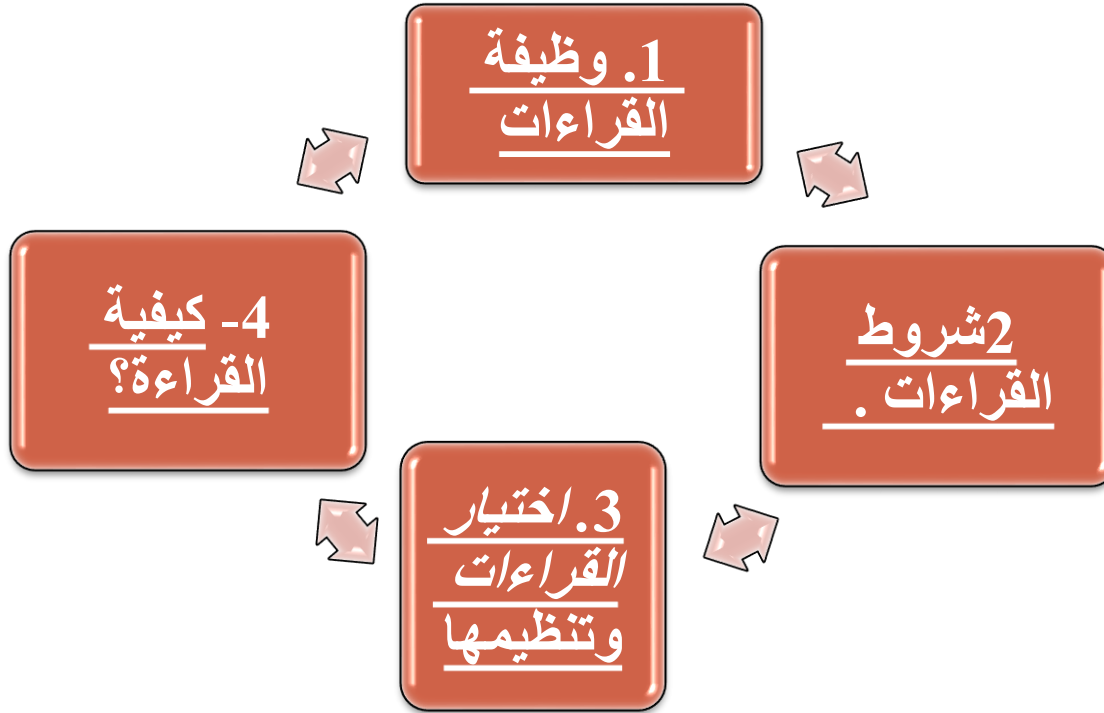 1. وظيفة
القراءات
2شروط
القراءات .
3. اختيار
القراءات
وتنظيمها
4- كيفية
القراءة؟